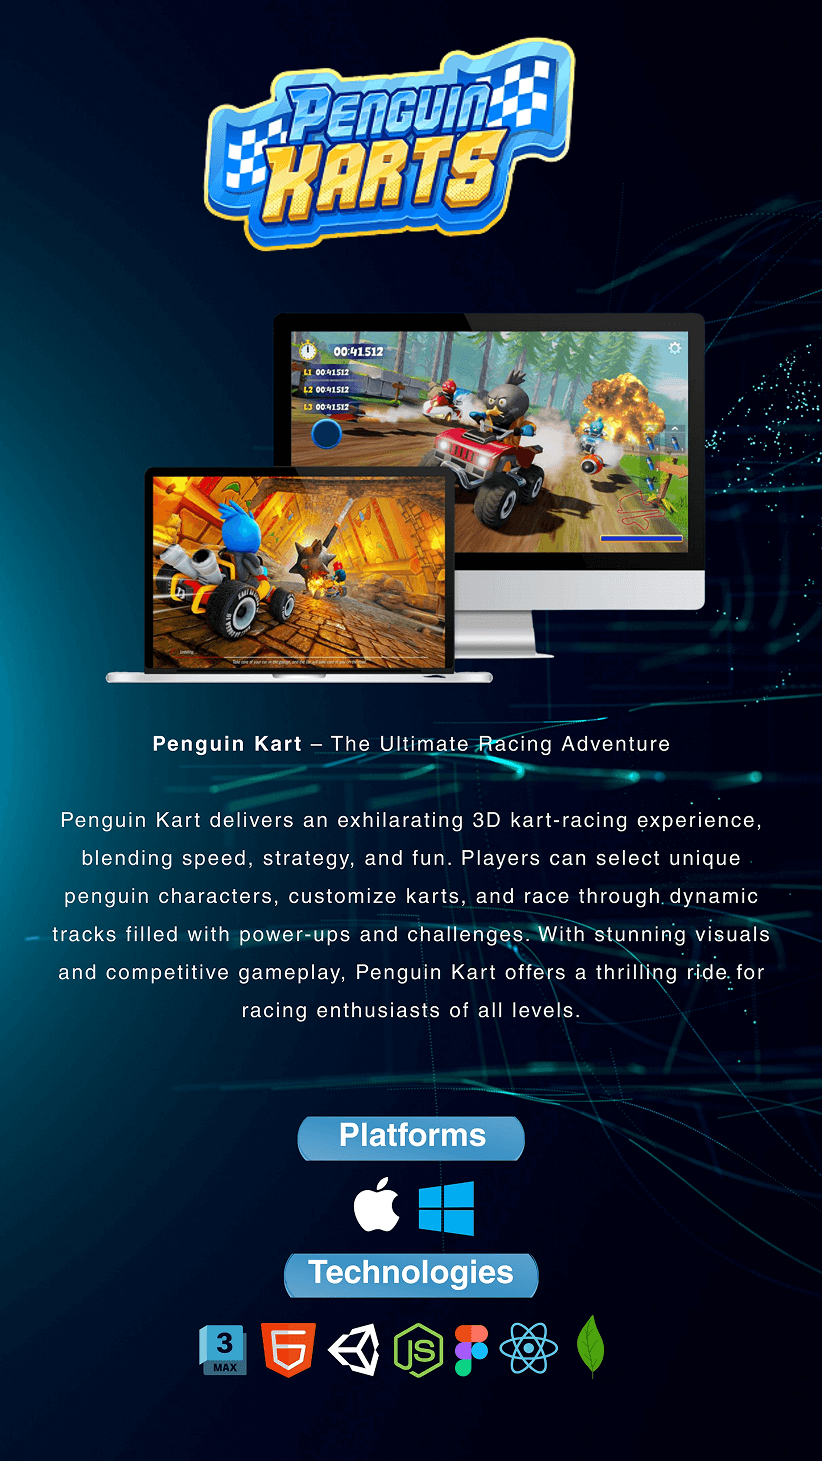 PENGUIN
KARTS
00:41.512
L1 00:41.512
L2 00:41.512
L3 00:41.512
Loading
Penguin Kart – The Ultimate Racing Adventure
Penguin Kart delivers an exhilarating 3D kart-racing experience,
blending speed, strategy, and fun. Players can select unique
penguin characters, customize karts, and race through dynamic
tracks filled with power-ups and challenges. With stunning visuals
and competitive gameplay, Penguin Kart offers a thrilling ride for
racing enthusiasts of all levels.
Platforms
Technologies
3
MAX
JS